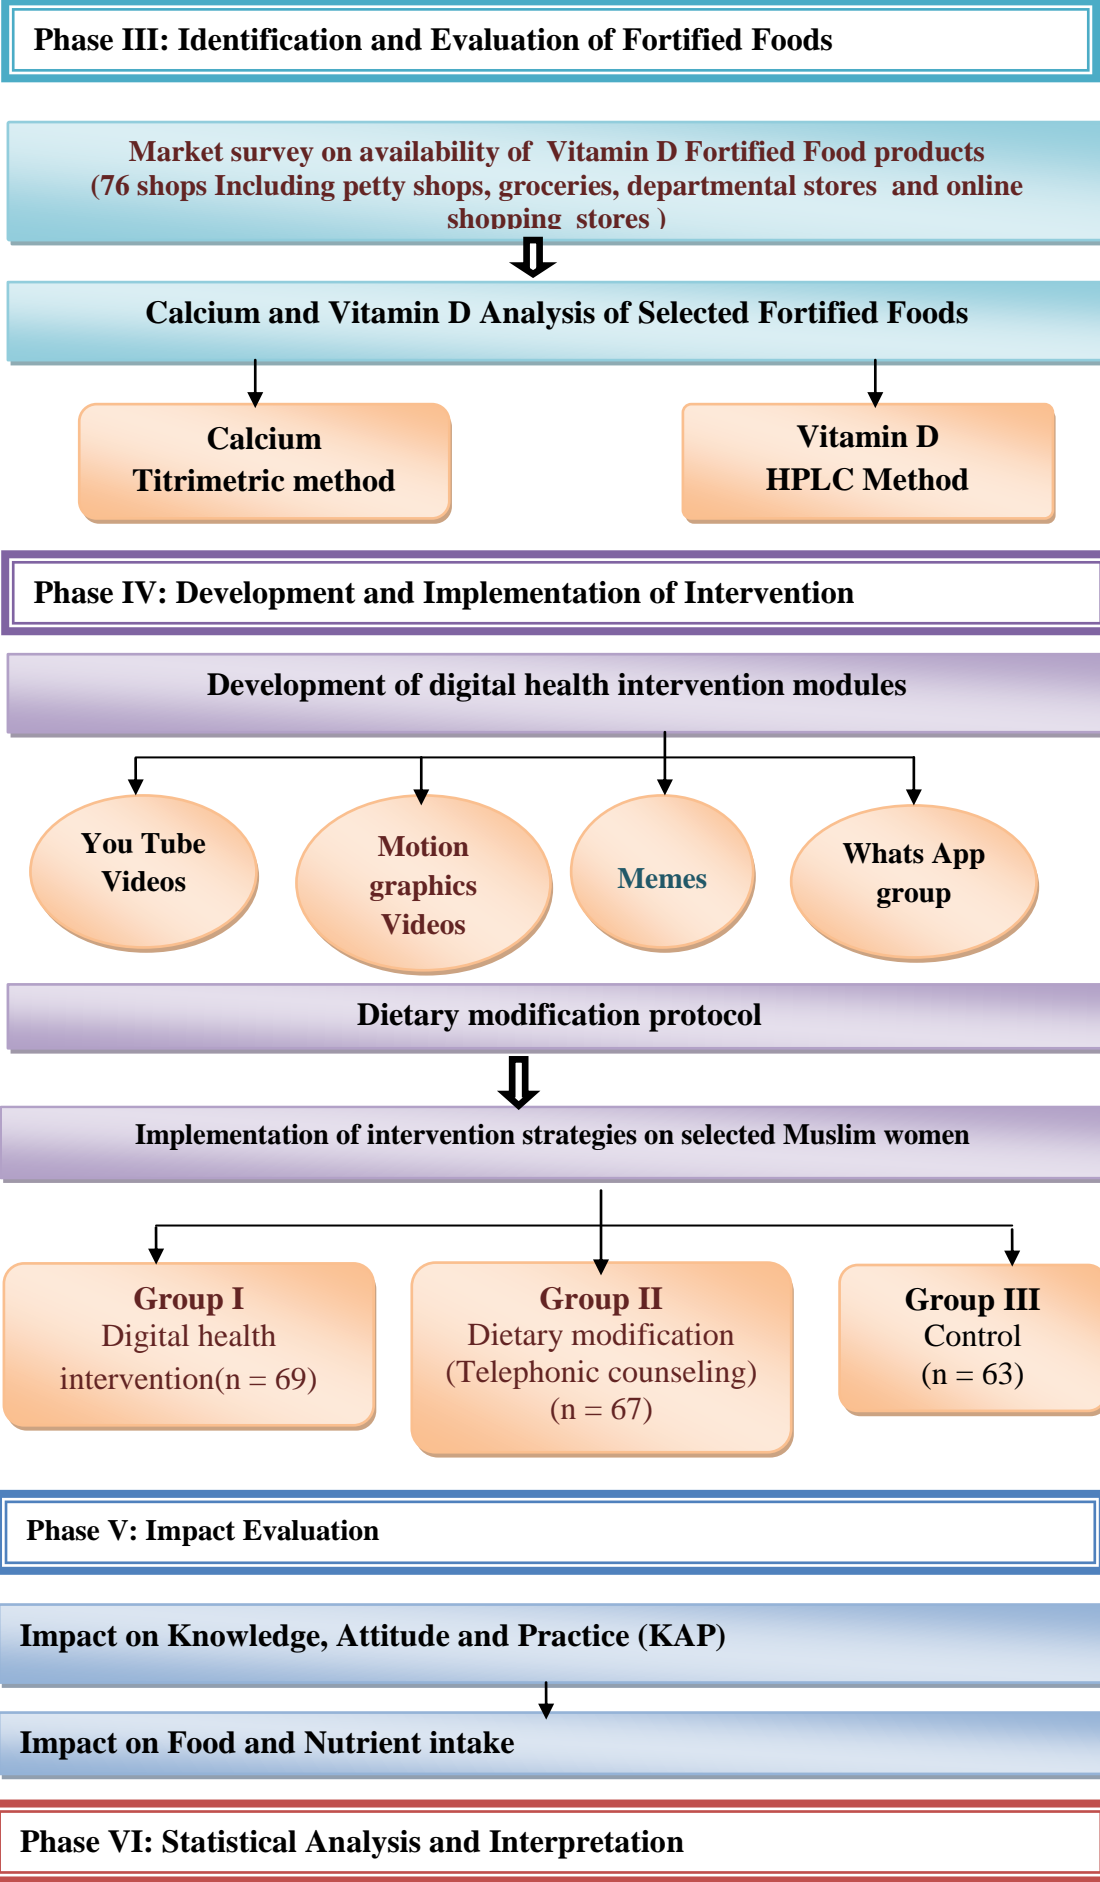 Phase III: Identification and Evaluation of Fortified Foods
Market survey on availability of Vitamin D Fortified Food products
(76 shops Including petty shops, groceries, departmental stores and online
shopping stores )
Calcium and Vitamin D Analysis of Selected Fortified Foods
Calcium
Titrimetric method
Vitamin D
HPLC Method
Phase IV: Development and Implementation of Intervention
Development of digital health intervention modules
You Tube
Videos
Motion
graphics
Videos
Memes
Whats App
group
Dietary modification protocol
Implementation of intervention strategies on selected Muslim women
Group I
Digital health
intervention(n = 69)
Group II
Dietary modification
(Telephonic counseling)
(n = 67)
Group III
Control
(n = 63)
Phase V: Impact Evaluation
Impact on Knowledge, Attitude and Practice (KAP)
Impact on Food and Nutrient intake
Phase VI: Statistical Analysis and Interpretation